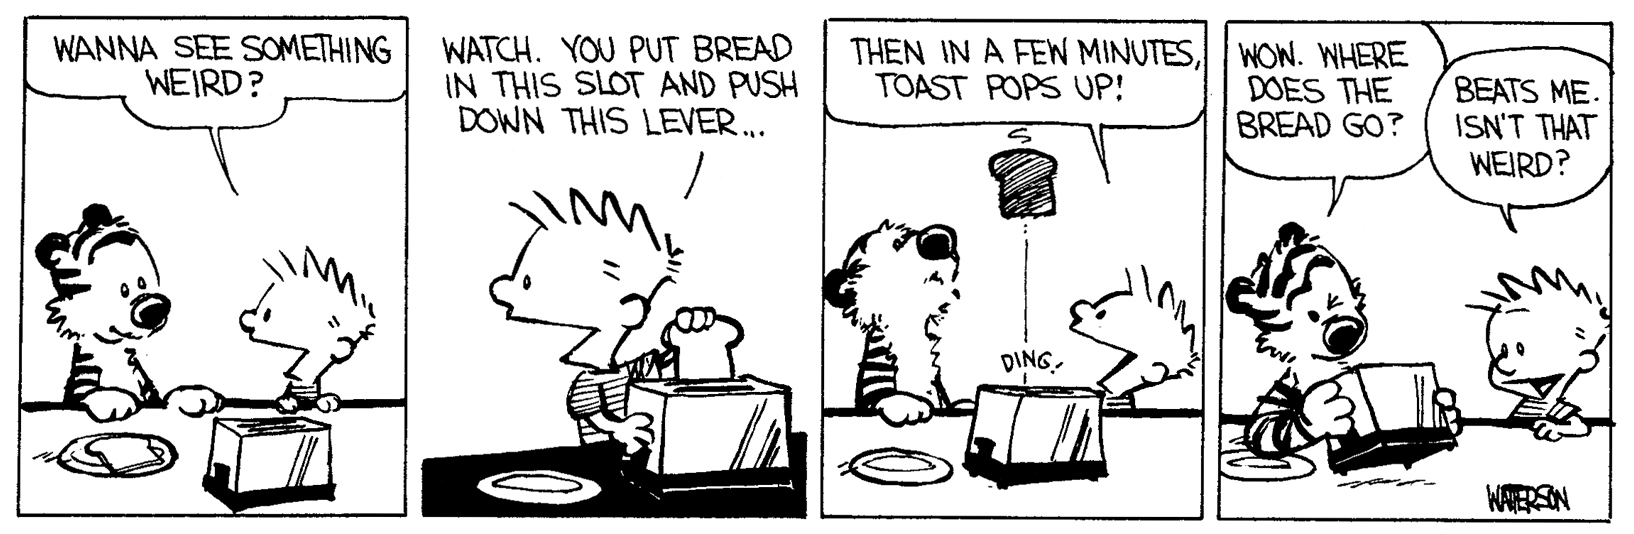 WANNA SEE SOMETHING
WEIRD?
WATCH. YOU PUT BREAD
IN THIS SLOT AND PUSH
DOWN THIS LEVER...
THEN IN A FEW MINUTES,
TOAST POPS UP!
DING!
WOW. WHERE
DOES THE
BREAD GO?
BEATS ME.
ISN'T THAT
WEIRD?
WATTERSON